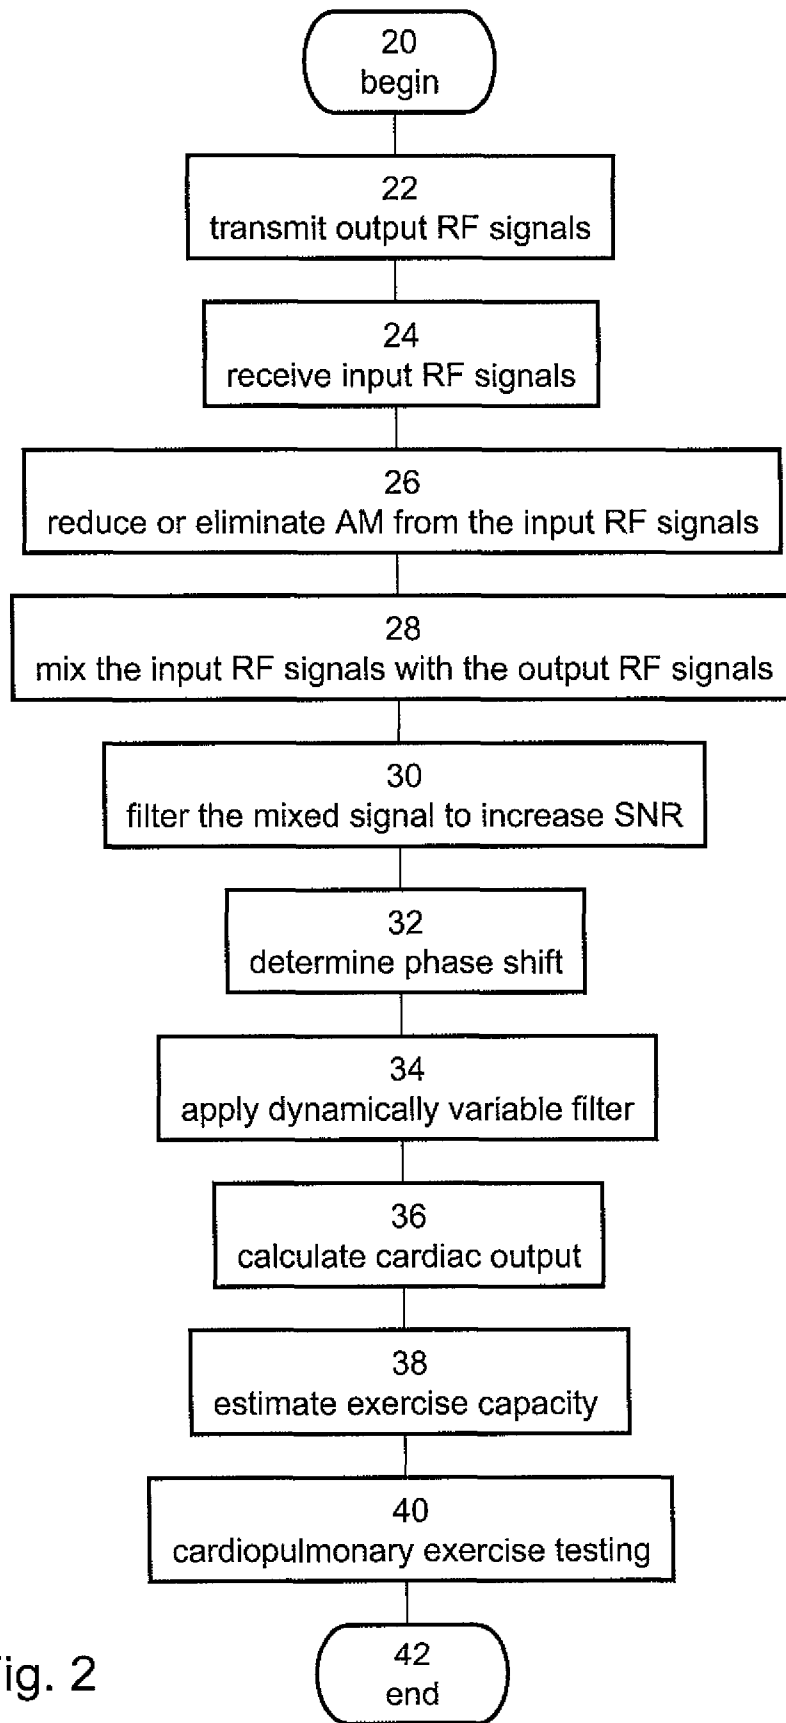 20
begin
22
transmit output RF signals
24
receive input RF signals
26
reduce or eliminate AM from the input RF signals
28
mix the input RF signals with the output RF signals
30
filter the mixed signal to increase SNR
32
determine phase shift
34
apply dynamically variable filter
36
calculate cardiac output
38
estimate exercise capacity
40
cardiopulmonary exercise testing
42
end
ig. 2